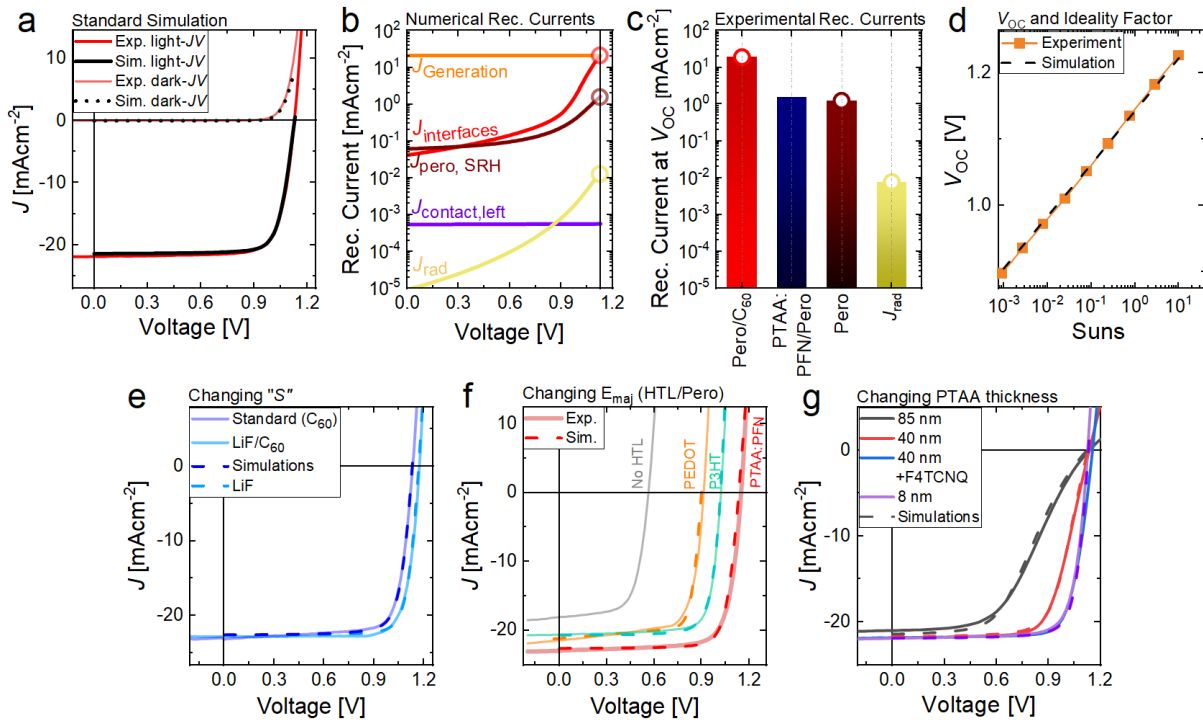 a
Standard Simulation
Exp. light-JV
Sim. light-JV
Exp. dark-JV
Sim. dark-JV
10
0
-10
-20
J [mAcm-2]
0.0 0.3 0.6 0.9 1.2
Voltage [V]
b
Numerical Rec. Currents
10^3
10^2
10^1
10^0
10^-1
10^-2
10^-3
10^-4
10^-5
Rec. Current [mAcm-2]
JGeneration
Jinterfaces
Jpero, SRH
Jcontact,left
Jrad
0.0 0.3 0.6 0.9 1.2
Voltage [V]
c
Experimental Rec. Currents
10^3
10^2
10^1
10^0
10^-1
10^-2
10^-3
10^-4
10^-5
Rec. Current at VOC [mAcm-2]
Pero/C60
PTAA:
PFN/Pero
Pero
Jrad
d
VOC and Ideality Factor
Experiment
Simulation
1.2
1.0
VOC [V]
10^-3 10^-2 10^-1 10^0 10^1
Suns
e
Changing "S"
Standard (C60)
LiF/C60
Simulations
LiF
0
-10
-20
J [mAcm-2]
0.0 0.3 0.6 0.9 1.2
Voltage [V]
f
Changing Emaj (HTL/Pero)
Exp.
Sim.
No HTL
PEDOT
P3HT
PTAA:PFN
10
0
-10
-20
J [mAcm-2]
0.0 0.3 0.6 0.9 1.2
Voltage [V]
g
Changing PTAA thickness
85 nm
40 nm
40 nm
+F4TCNQ
8 nm
Simulations
0
-10
-20
J [mAcm-2]
0.0 0.3 0.6 0.9 1.2
Voltage [V]